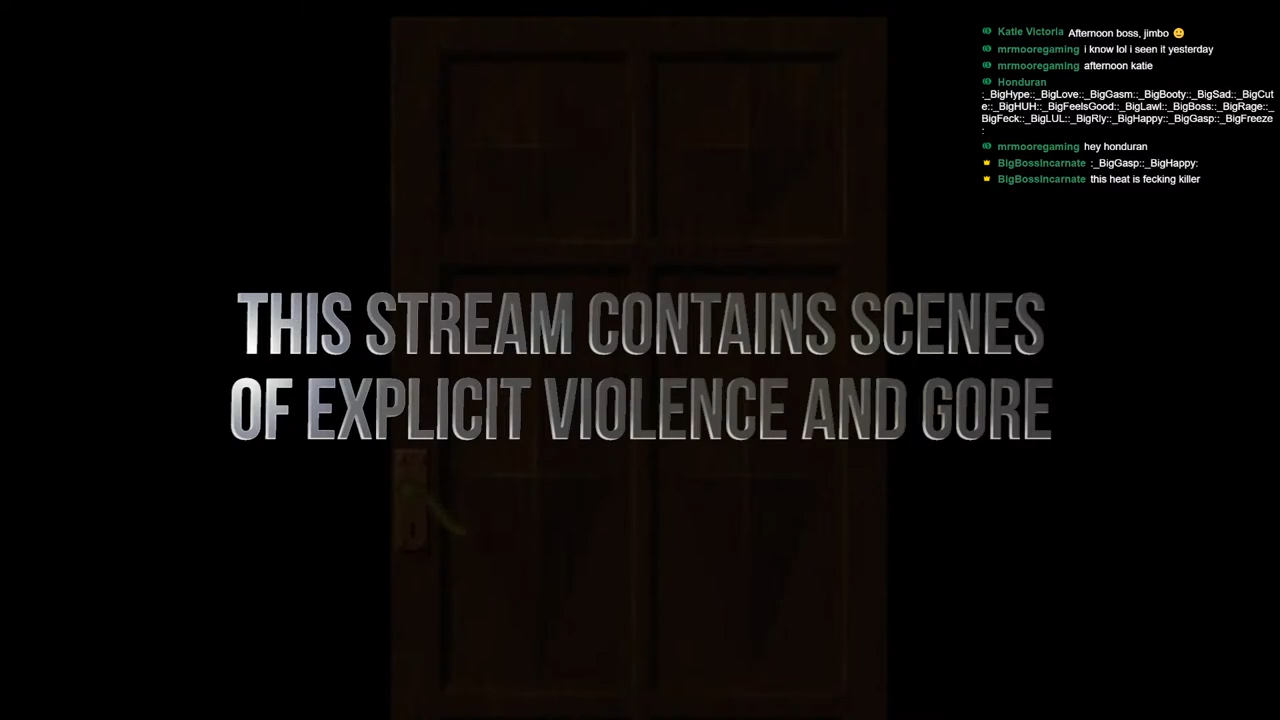 Katie Victoria Afternoon boss, jimbo 🙂
mrmooregaming i know lol i seen it yesterday
mrmooregaming afternoon katie
Honduran
:_BigHype::_BigLove::_BigGasm::_BigBooty::_BigSad::_BigCut
e::_BigHUH::_BigFeelsGood::_BigLawl::_BigBoss::_BigRage::_
BigFeck::_BigLUL::_BigRly::_BigHappy::_BigGasp::_BigFreeze
:
mrmooregaming hey honduran
BigBossIncarnate :_BigGasp::_BigHappy:
BigBossIncarnate this heat is fecking killer
THIS STREAM CONTAINS SCENES
OF EXPLICIT VIOLENCE AND GORE